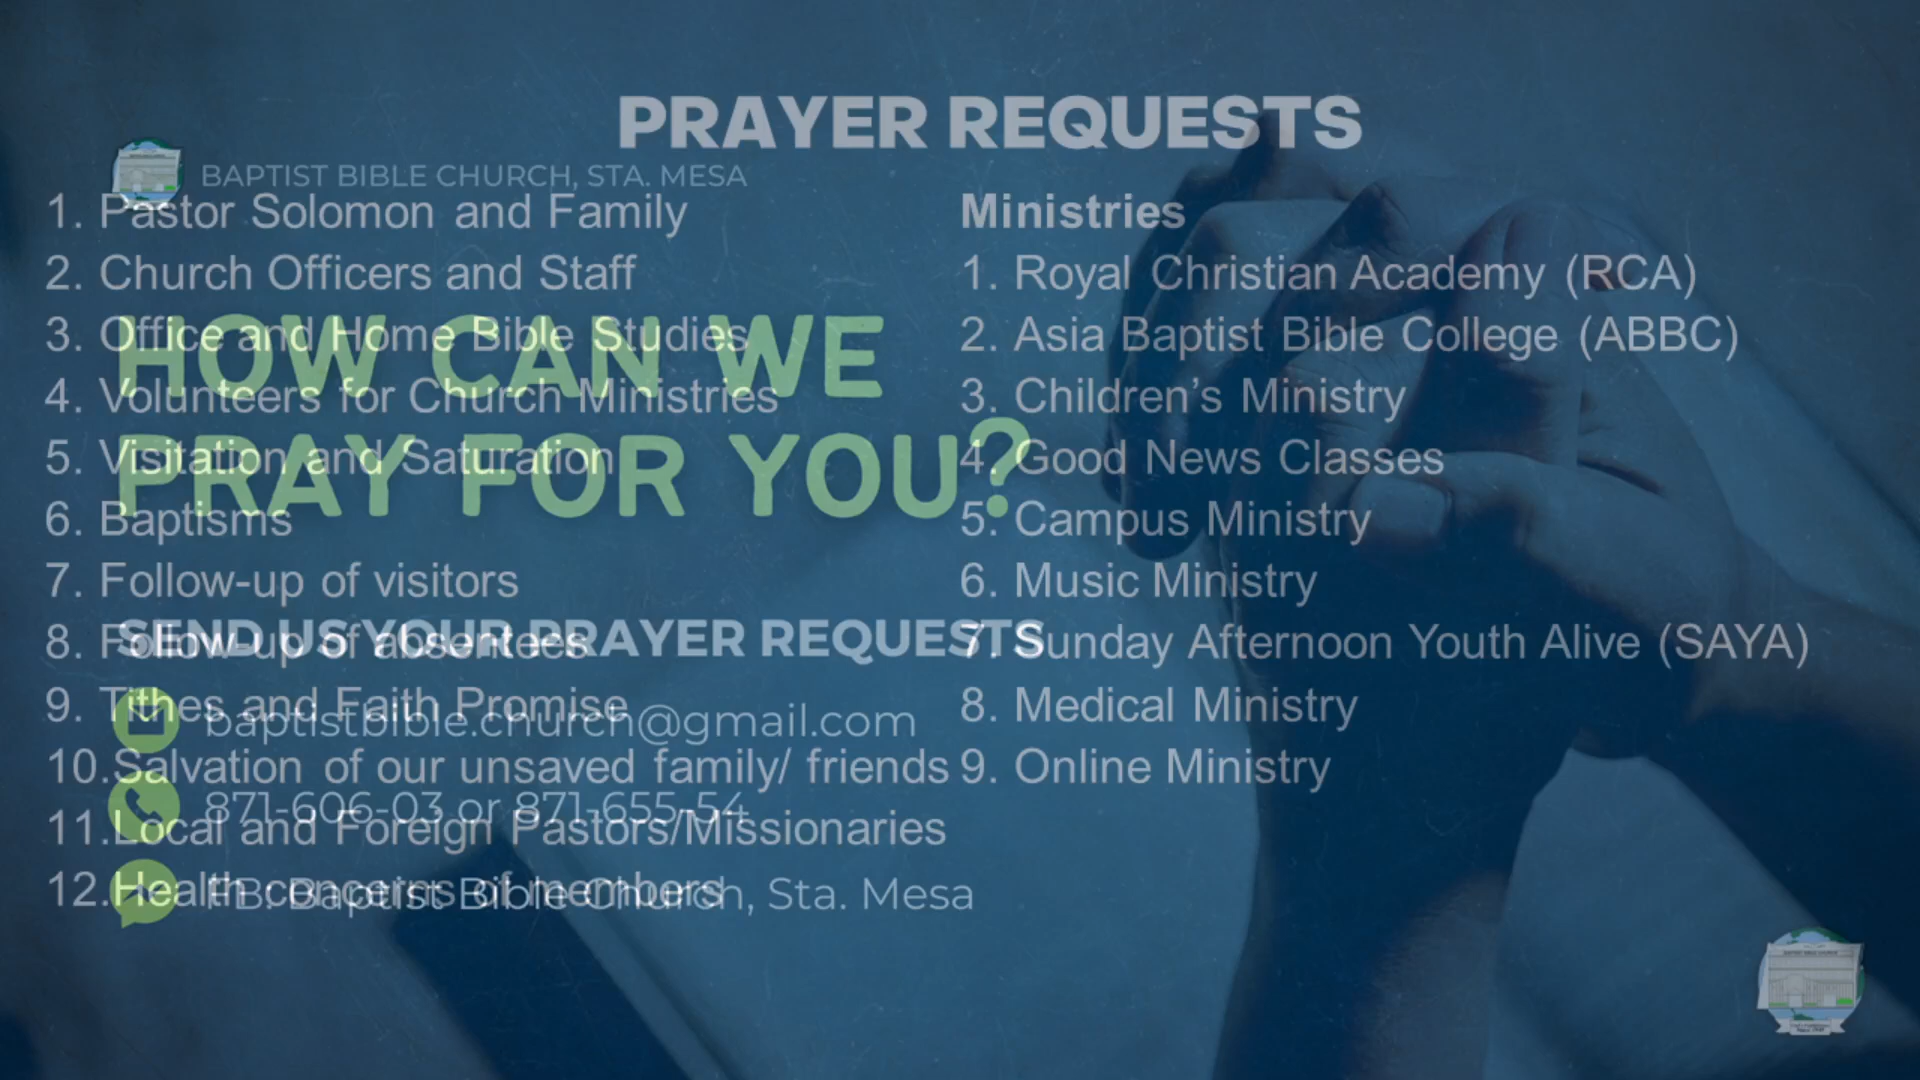 PRAYER REQUESTS
BAPTIST BIBLE CHURCH, STA. MESA
1. Pastor Solomon and Family
2. Church Officers and Staff
3. Office and Home Bible Studies
4. Volunteers for Church Ministries
5. Visitation and Saturation
6. Baptisms
7. Follow-up of visitors
8. Follow-up of absentees
9. Tithes and Faith Promise
10.Salvation of our unsaved family/ friends
11.Local and Foreign Pastors/Missionaries
12.Health concerns of members
Ministries
1. Royal Christian Academy (RCA)
2. Asia Baptist Bible College (ABBC)
3. Children’s Ministry
4. Good News Classes
5. Campus Ministry
6. Music Ministry
7. Sunday Afternoon Youth Alive (SAYA)
8. Medical Ministry
9. Online Ministry
HOW CAN WE
PRAY FOR YOU?
SEND US YOUR PRAYER REQUESTS
baptistbible.church@gmail.com
871-606-03 or 871-655-54
FB: Baptist Bible Church, Sta. Mesa